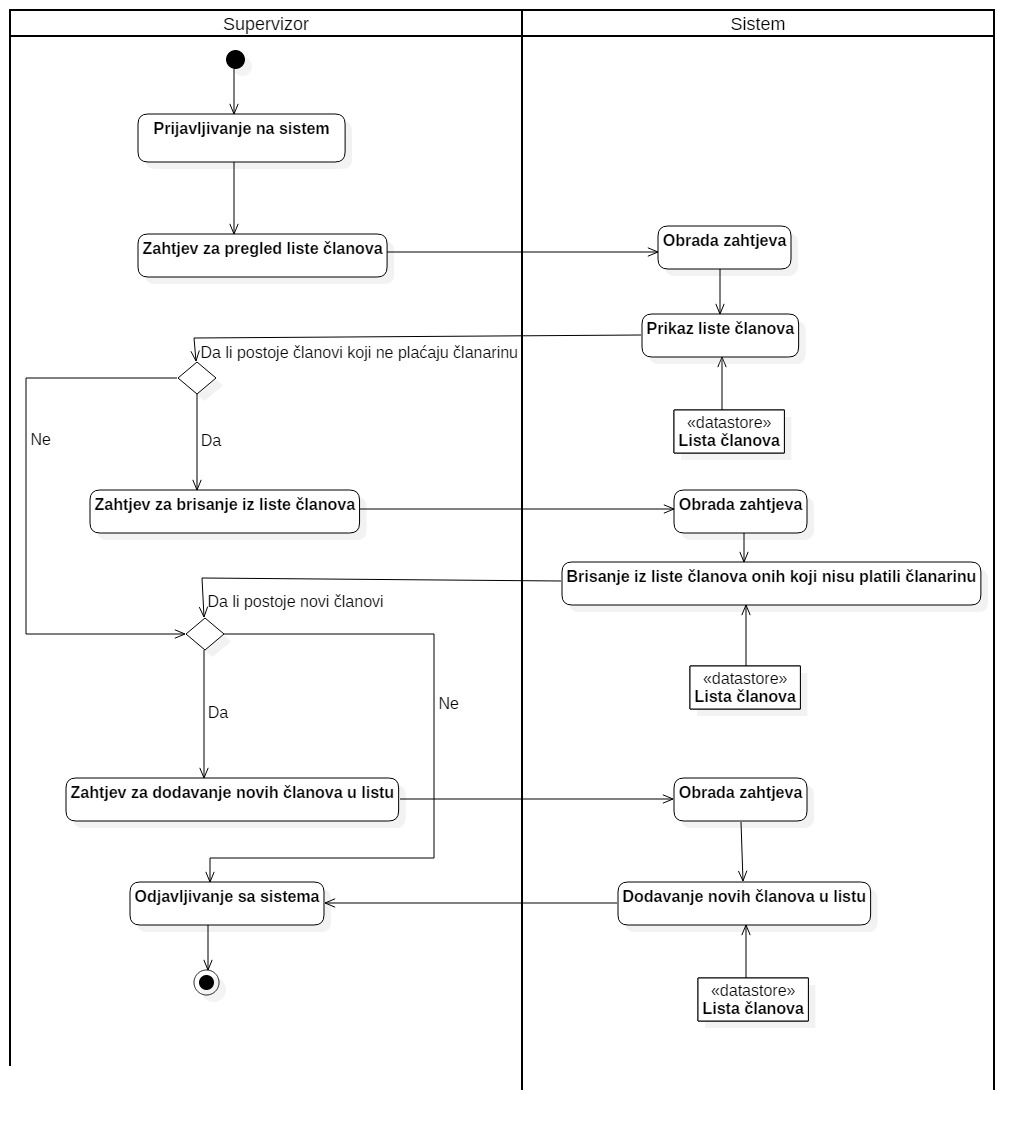 Supervizor
Sistem
Prijavljivanje na sistem
Zahtjev za pregled liste članova
Obrada zahtjeva
Prikaz liste članova
Da li postoje članovi koji ne plaćaju članarinu
«datastore»
Lista članova
Ne
Da
Zahtjev za brisanje iz liste članova
Obrada zahtjeva
Brisanje iz liste članova onih koji nisu platili članarinu
Da li postoje novi članovi
«datastore»
Lista članova
Ne
Da
Zahtjev za dodavanje novih članova u listu
Obrada zahtjeva
Odjavljivanje sa sistema
Dodavanje novih članova u listu
«datastore»
Lista članova